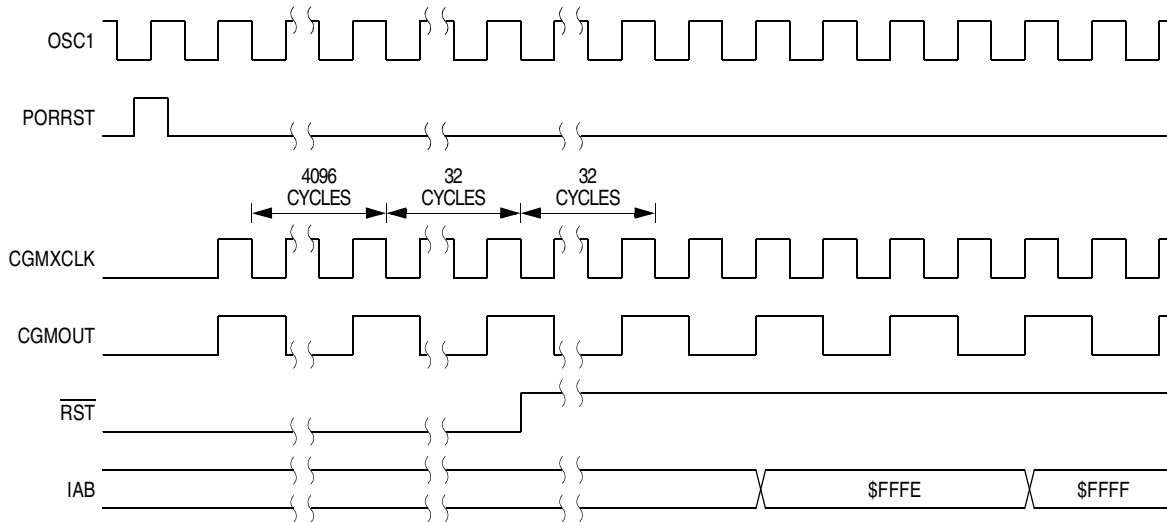 OSC1
PORRST
4096
CYCLES
32
CYCLES
32
CYCLES
CGMXCLK
CGMOUT
RST
IAB
$FFFE
$FFFF